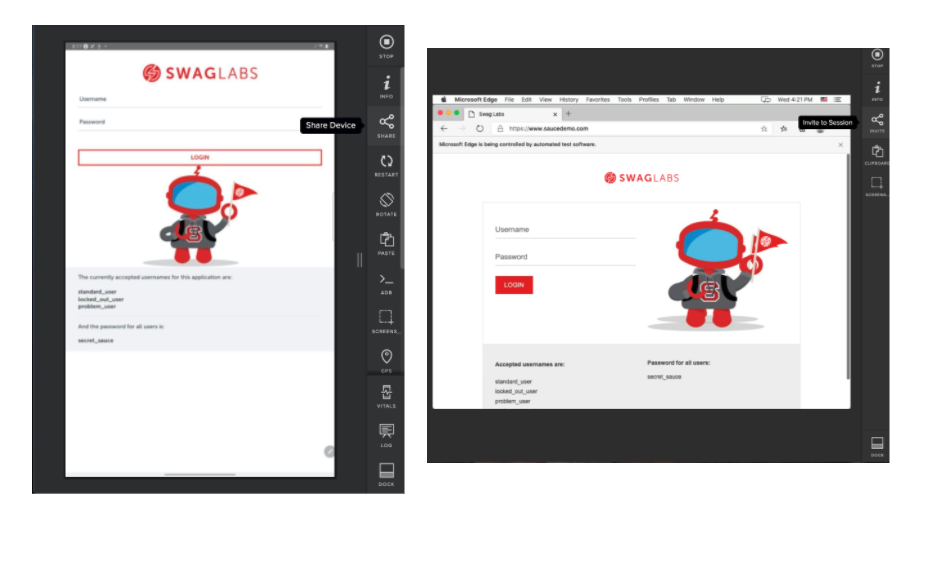 SWAGLABS
STOP
INFO
Username
Password
Share Device
SHARE
LOGIN
RESTART
ROTATE
PASTE
The currently accepted usernames for this application are:
standard_user
locked_out_user
problem_user
ADB
And the password for all users is:
secret_sauce
SCREENS...
GPS
VITALS
LOG
DOCK
STOP
INFO
Microsoft Edge File Edit View History Favorites Tools Profiles Tab Window Help Wed 4:21 PM
Swag Labs
https://www.saucedemo.com
Invite to Session
INVITE
Microsoft Edge is being controlled by automated test software.
CLIPBOARD
SWAGLABS
SCREENS...
Username
Password
LOGIN
Accepted usernames are:
Password for all users:
standard_user
secret_sauce
locked_out_user
problem_user
DOCK